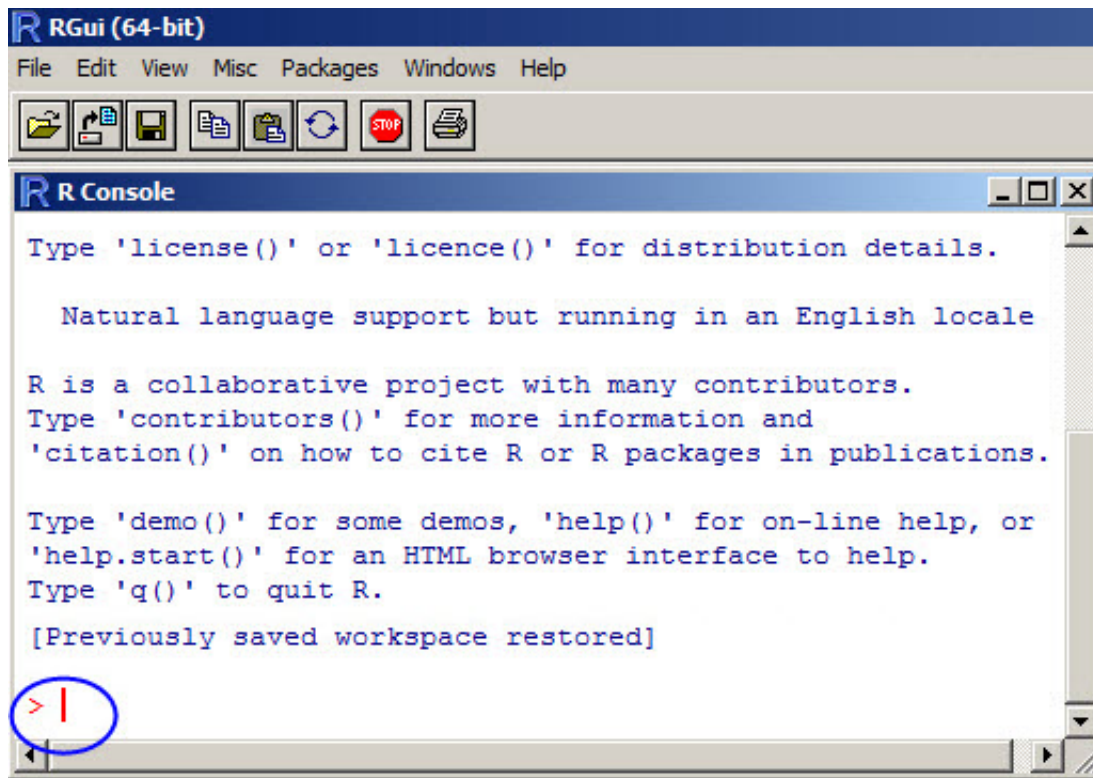 RGui (64-bit)
File Edit View Misc Packages Windows Help
STOP
R Console
Type 'license()' or 'licence()' for distribution details.
Natural language support but running in an English locale
R is a collaborative project with many contributors.
Type 'contributors()' for more information and
'citation()' on how to cite R or R packages in publications.
Type 'demo()' for some demos, 'help()' for on-line help, or
'help.start()' for an HTML browser interface to help.
Type 'q()' to quit R.
[Previously saved workspace restored]
>